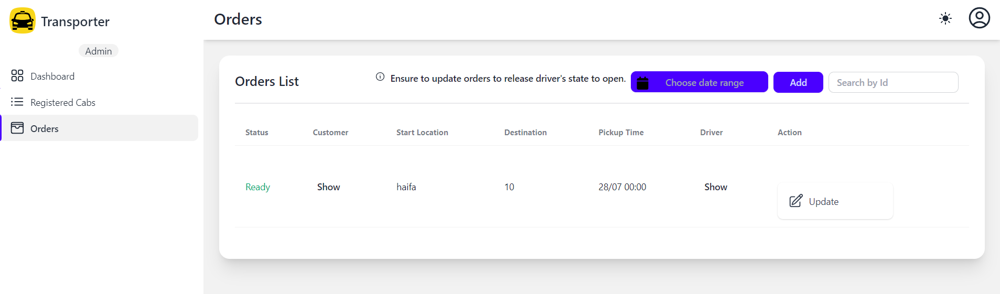 Transporter
Orders
Admin
Dashboard
Registered Cabs
Orders
Orders List
Ensure to update orders to release driver's state to open.
Choose date range
Add
Search by Id
Status Customer Start Location Destination Pickup Time Driver Action
Ready Show haifa 10 28/07 00:00 Show
Update